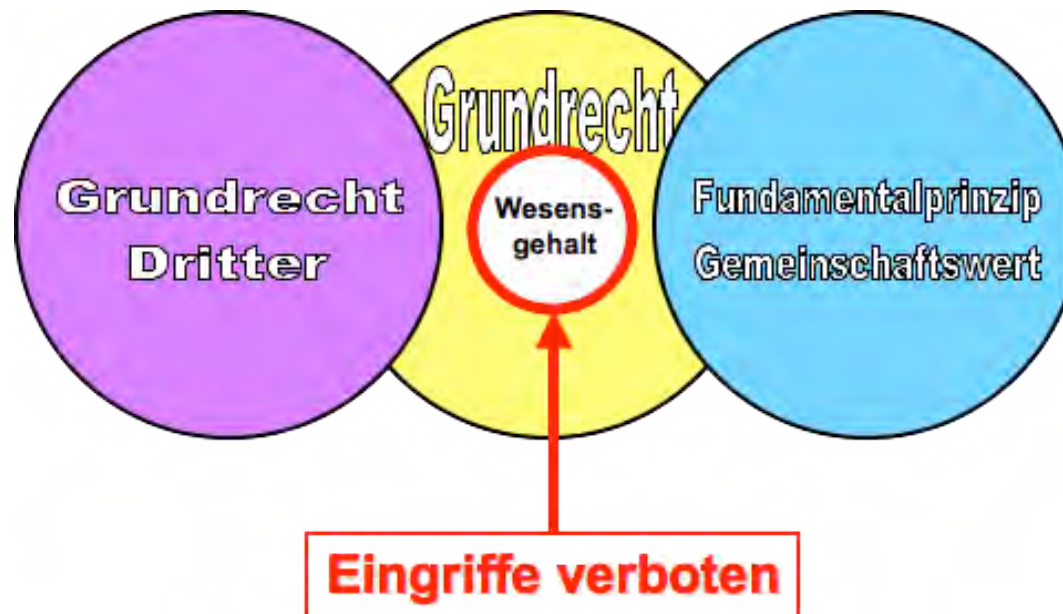 Grundrecht
Dritter
Grundrecht
Wesens-
gehalt
Fundamentalprinzip
Gemeinschaftswert
Eingriffe verboten